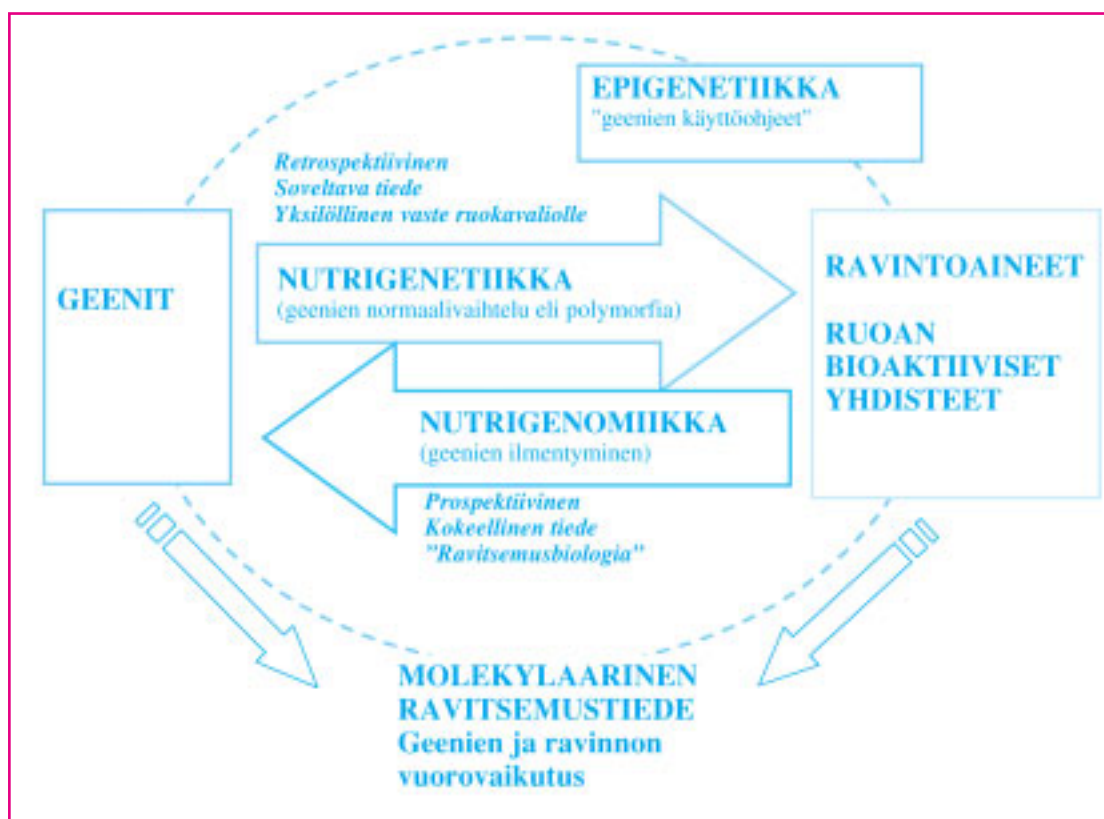 EPIGENETIIKKA
"geenien käyttöohjeet"
Retrospektiivinen
Soveltava tiede
Yksilöllinen vaste ruokavaliolle
GEENIT
NUTRIGENETIIKKA
(geenien normaalivaihtelu eli polymorfia)
RAVINTOAINEET
RUOAN
BIOAKTIIVISET
YHDISTEET
NUTRIGENOMIIKKA
(geenien ilmentyminen)
Prospektiivinen
Kokeellinen tiede
"Ravitsemusbiologia"
MOLEKYLAARINEN
RAVITSEMUSTIEDE
Geenien ja ravinnon
vuorovaikutus